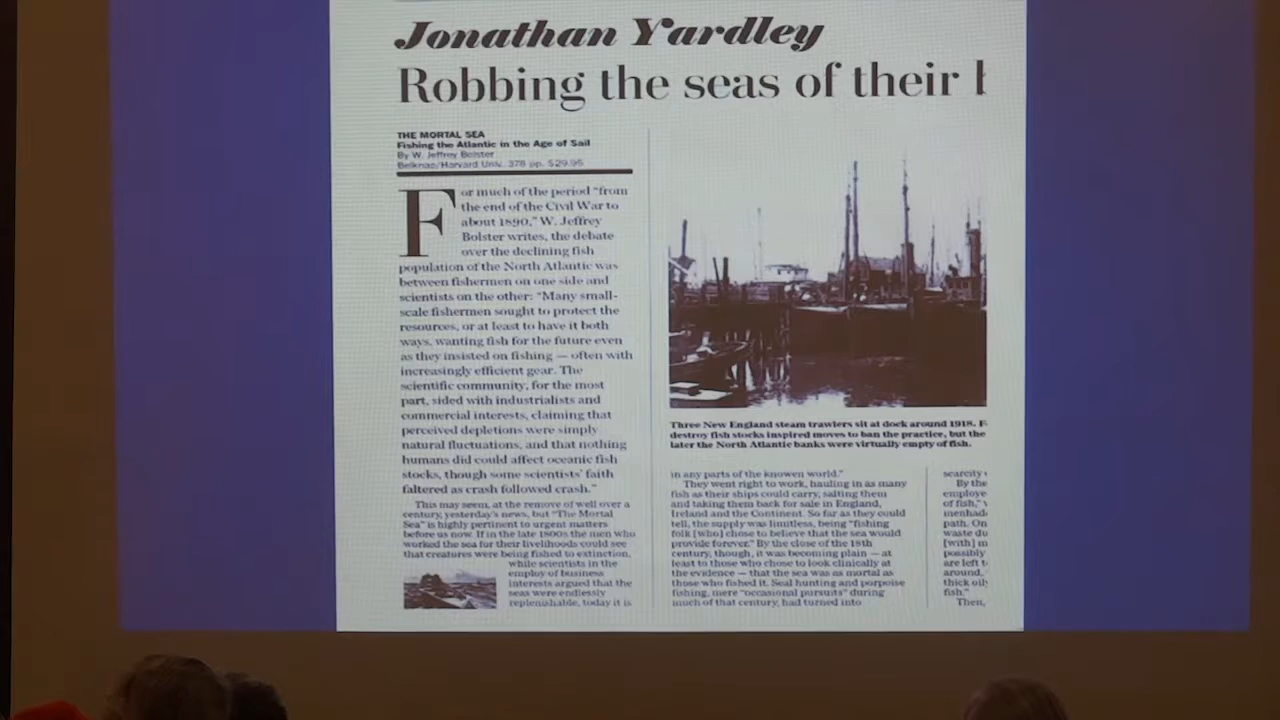 Jonathan Yardley
Robbing the seas of their
THE MORTAL SEA
Fishing the Atlantic in the Age of Sail
By W. Jeffrey Bolster
Belknap/Harvard Univ. 378 pp. $29.95
For much of the period “from
the end of the Civil War to
about 1890,” W. Jeffrey
Bolster writes, the debate
over the declining fish
population of the North Atlantic was
between fishermen on one side and
scientists on the other: “Many small-
scale fishermen sought to protect the
resources, or at least to have it both
ways, wanting fish for the future even
as they insisted on fishing — often with
increasingly efficient gear. The
scientific community, for the most
part, sided with industrialists and
commercial interests, claiming that
perceived depletions were simply
natural fluctuations, and that nothing
humans did could affect oceanic fish
stocks, though some scientists’ faith
faltered as crash followed crash.”
This may seem, at the remove of well over a
century, yesterday’s news, but “The Mortal
Sea” is highly pertinent to urgent matters
before us now. If in the late 1800s the men who
worked the sea for their livelihoods could see
that creatures were being fished to extinction,
while scientists in the
employ of business
interests argued that the
seas were endlessly
replenishable, today it is
Three New England steam trawlers sit at dock around 1918. F
destroy fish stocks inspired moves to ban the practice, but the
later the North Atlantic banks were virtually empty of fish.
in any parts of the knowen world.”
They went right to work, hauling in as many
fish as their ships could carry, salting them
and taking them back for sale in England,
Ireland and the Continent. So far as they could
tell, the supply was limitless, being “fishing
folk [who] chose to believe that the sea would
provide forever.” By the close of the 18th
century, though, it was becoming plain — at
least to those who chose to look clinically at
the evidence — that the sea was as mortal as
those who fished it. Seal hunting and porpoise
fishing, mere “occasional pursuits” during
much of that century, had turned into
scarcity
By the
employe
of fish,”
menhad
path. On
waste du
[with] m
possibly
are left t
around,
thick oil
fish.”
Then,